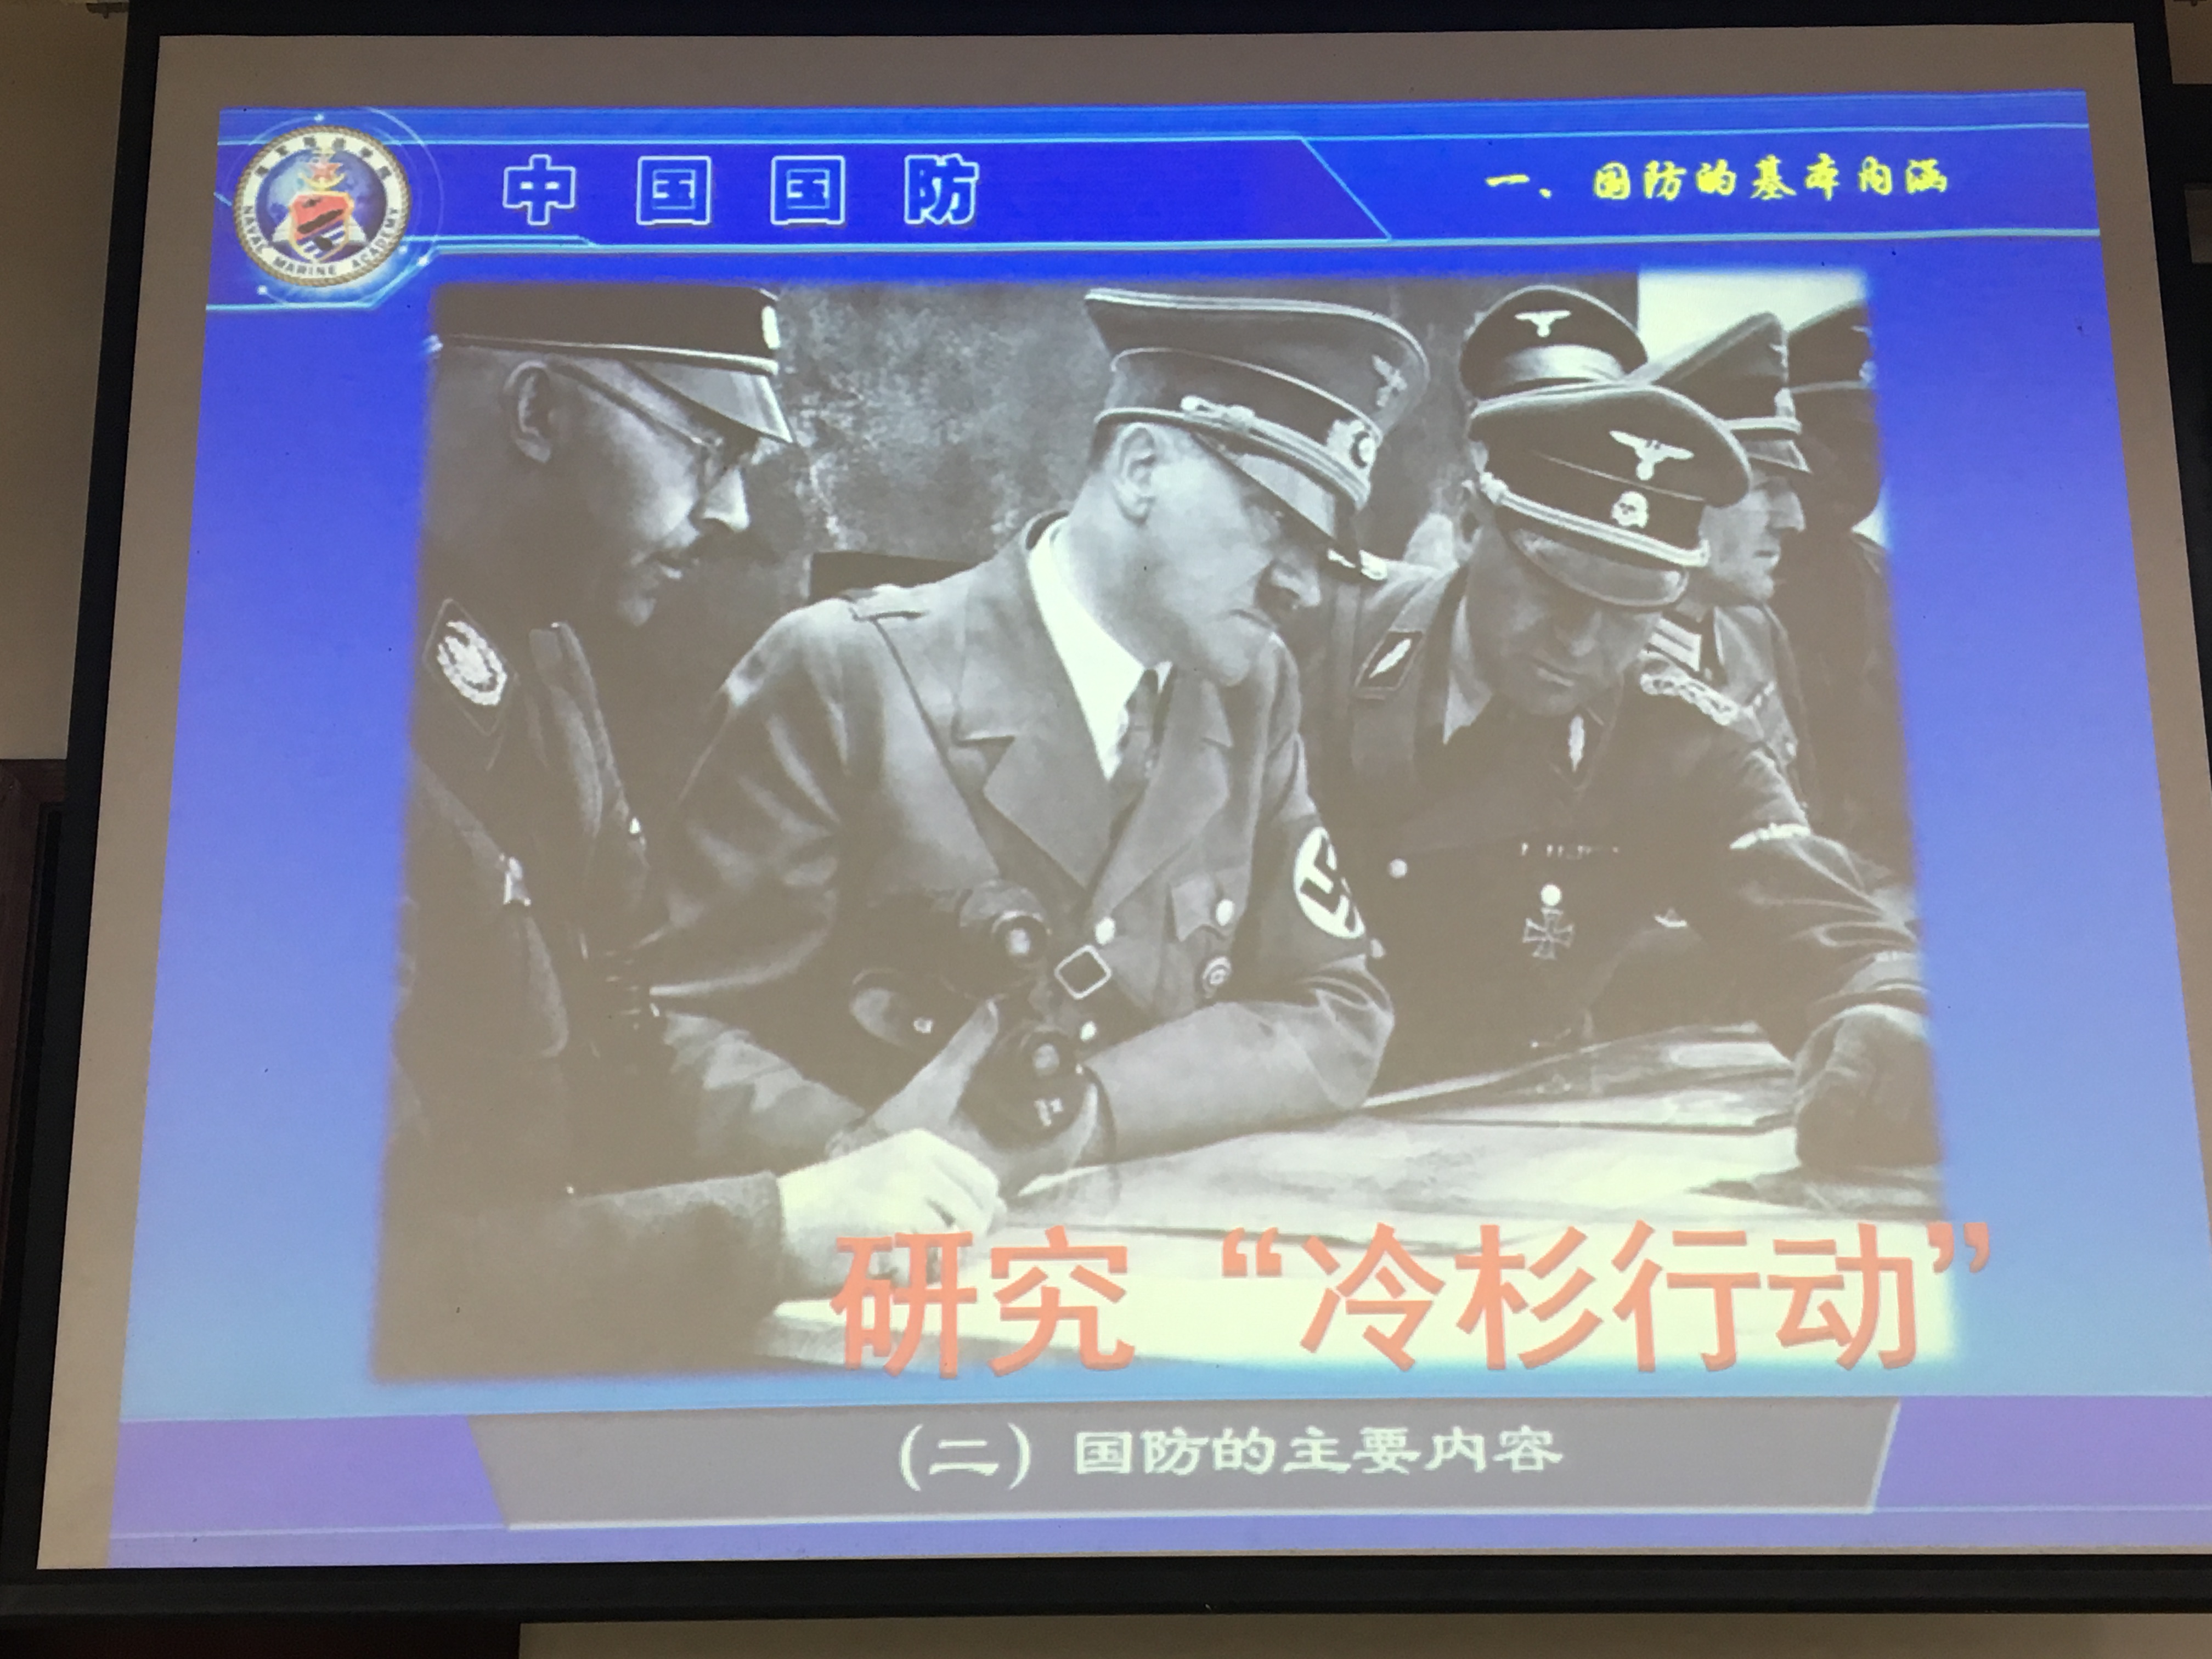 中国国防
一、国防的基本内涵
NAVAL MARINE ACADEMY
研究“冷杉行动”
(二) 国防的主要内容